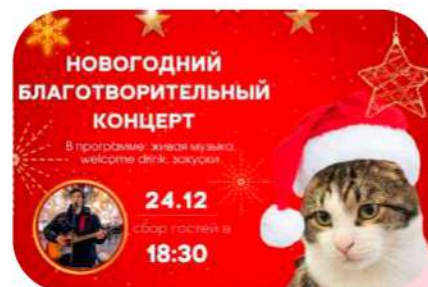 НОВОГОДНИЙ
БЛАГОТВОРИТЕЛЬНЫЙ
КОНЦЕРТ
В программе: живая музыка,
welcome drink, закуски
24.12
сбор гостей в
18:30